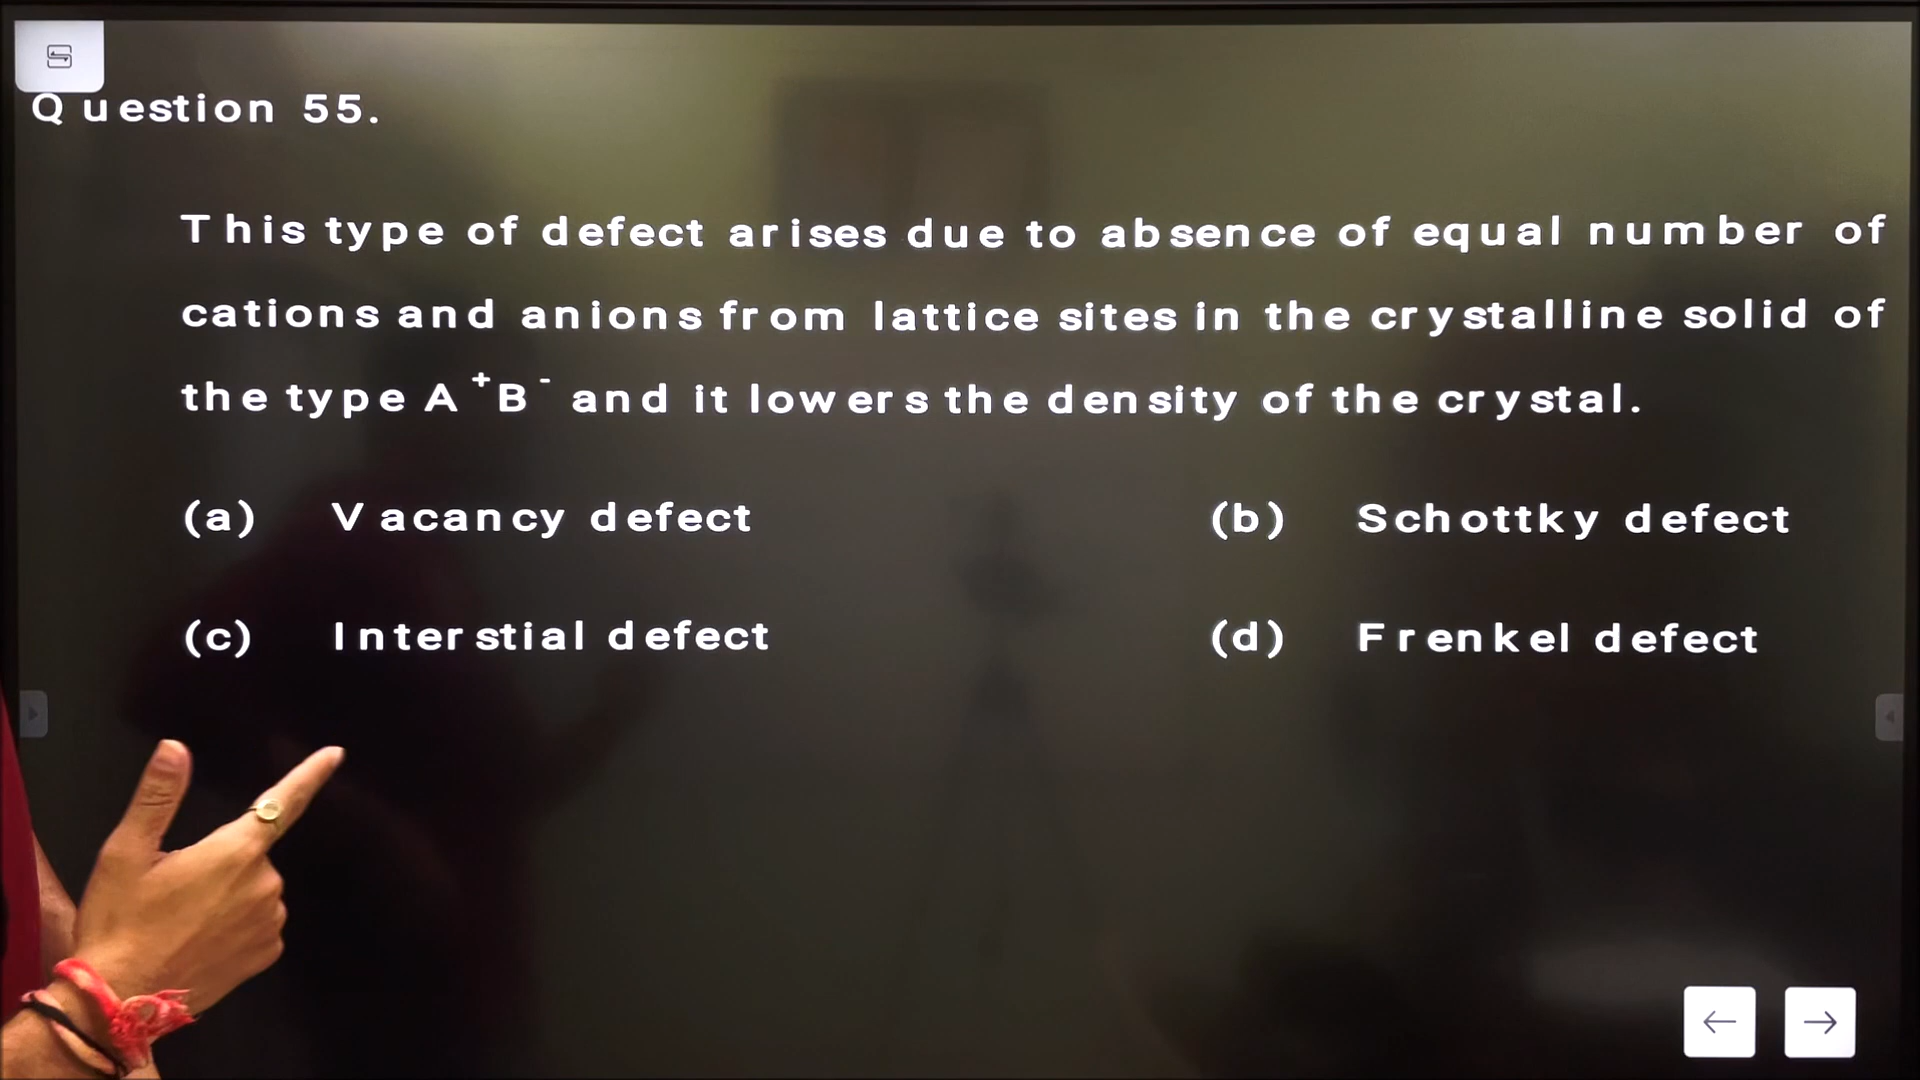 Question 55.
This type of defect arises due to absence of equal number of
cations and anions from lattice sites in the crystalline solid of
the type A⁺B⁻ and it lowers the density of the crystal.
(a) Vacancy defect (b) Schottky defect
(c) Interstial defect (d) Frenkel defect